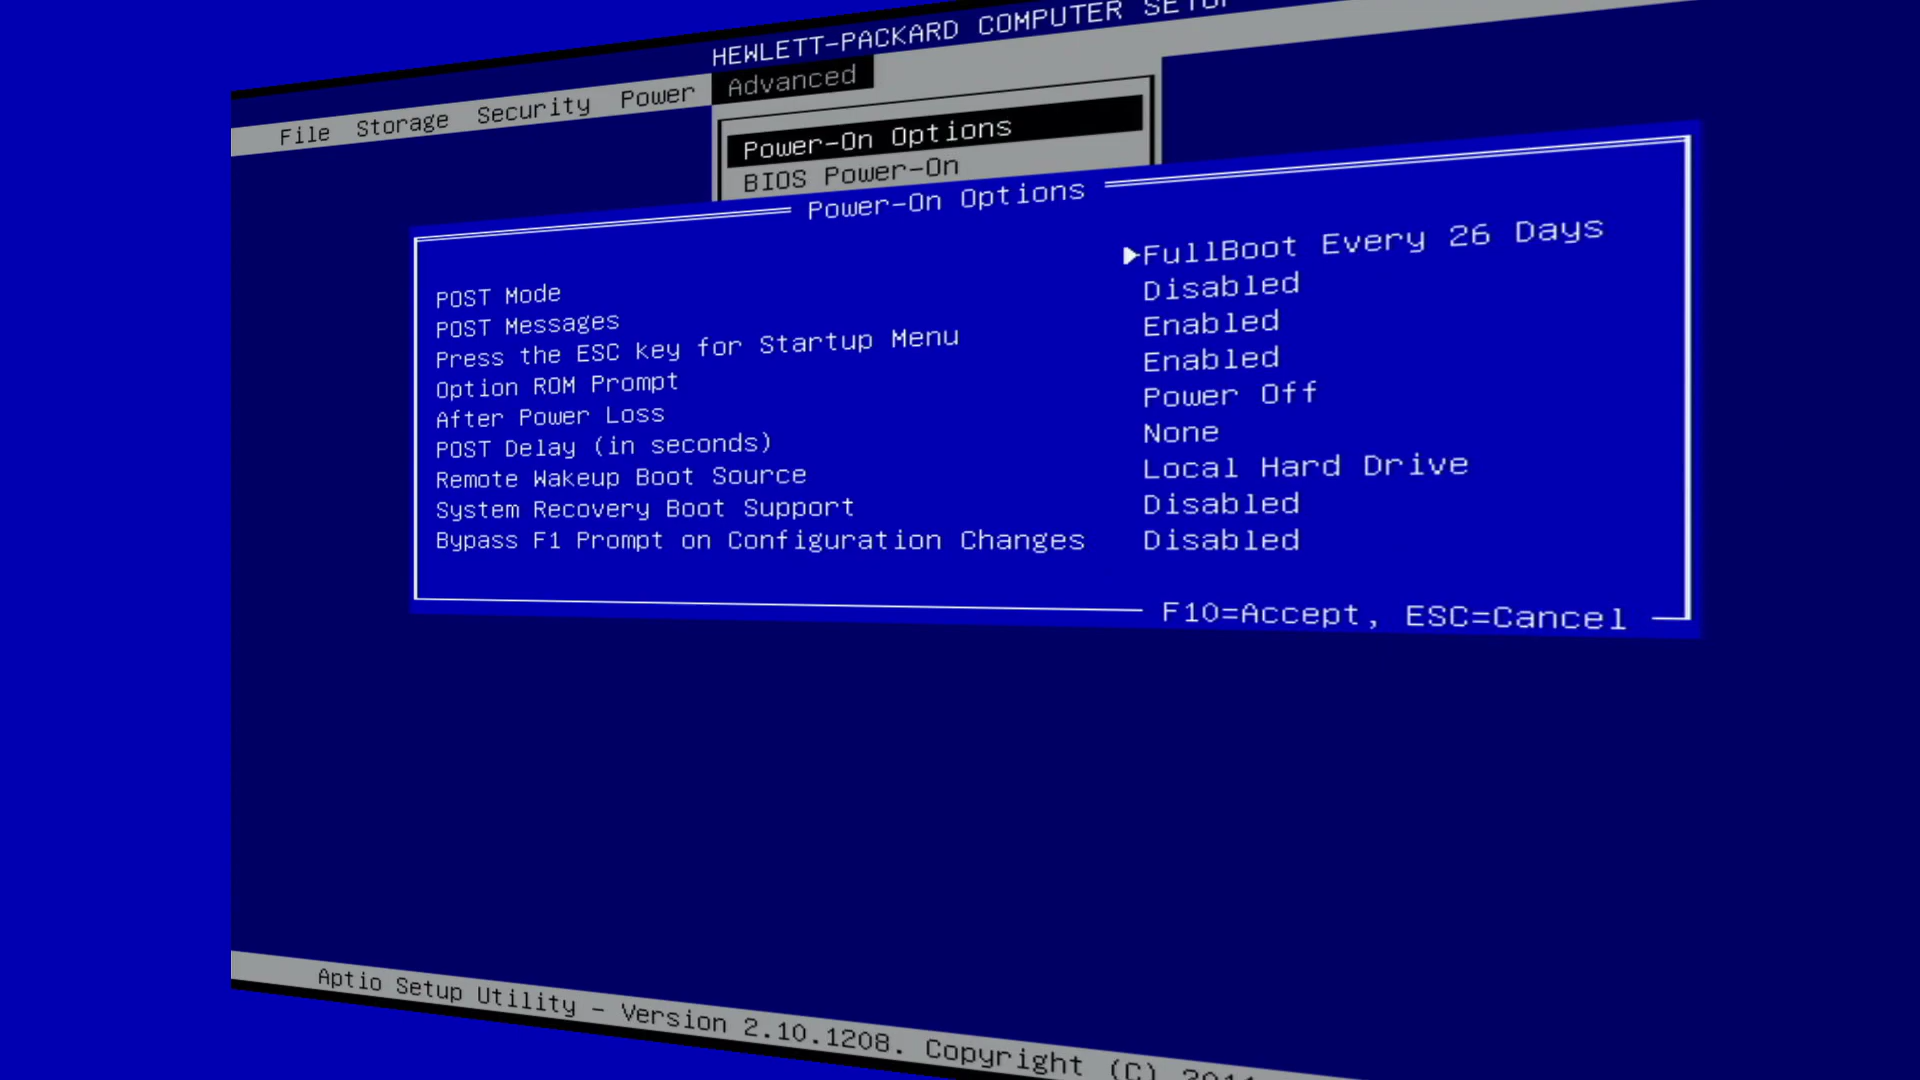 HEWLETT-PACKARD COMPUTER
File Storage Security Power Advanced
Power-On Options
BIOS Power-On
Power-On Options
POST Mode FullBoot Every 26 Days
POST Messages Disabled
Press the ESC key for Startup Menu Enabled
Option ROM Prompt Enabled
After Power Loss Power Off
POST Delay (in seconds) None
Remote Wakeup Boot Source Local Hard Drive
System Recovery Boot Support Disabled
Bypass F1 Prompt on Configuration Changes Disabled
F10=Accept, ESC=Cancel
Aptio Setup Utility - Version 2.10.1208. Copyright (C)